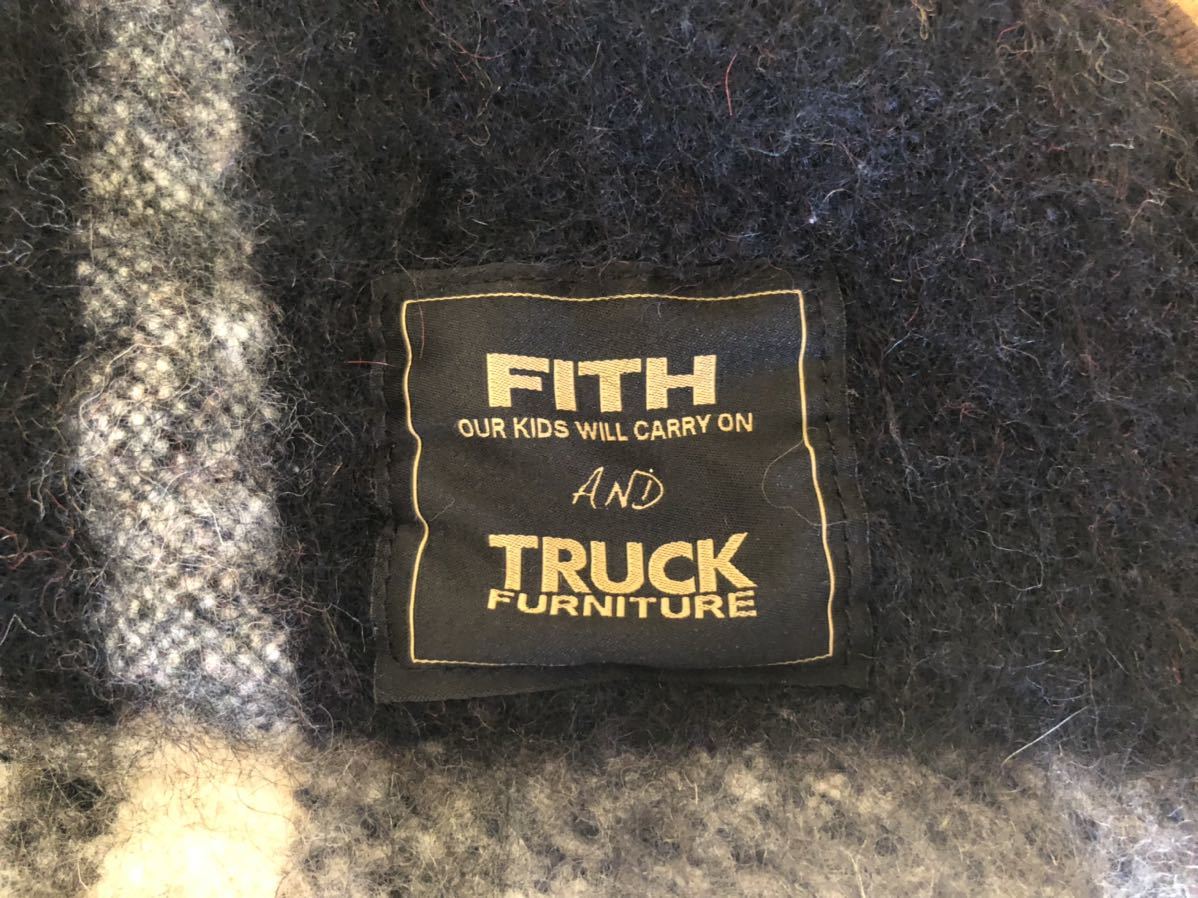 FITH
OUR KIDS WILL CARRY ON
AND
TRUCK
FURNITURE